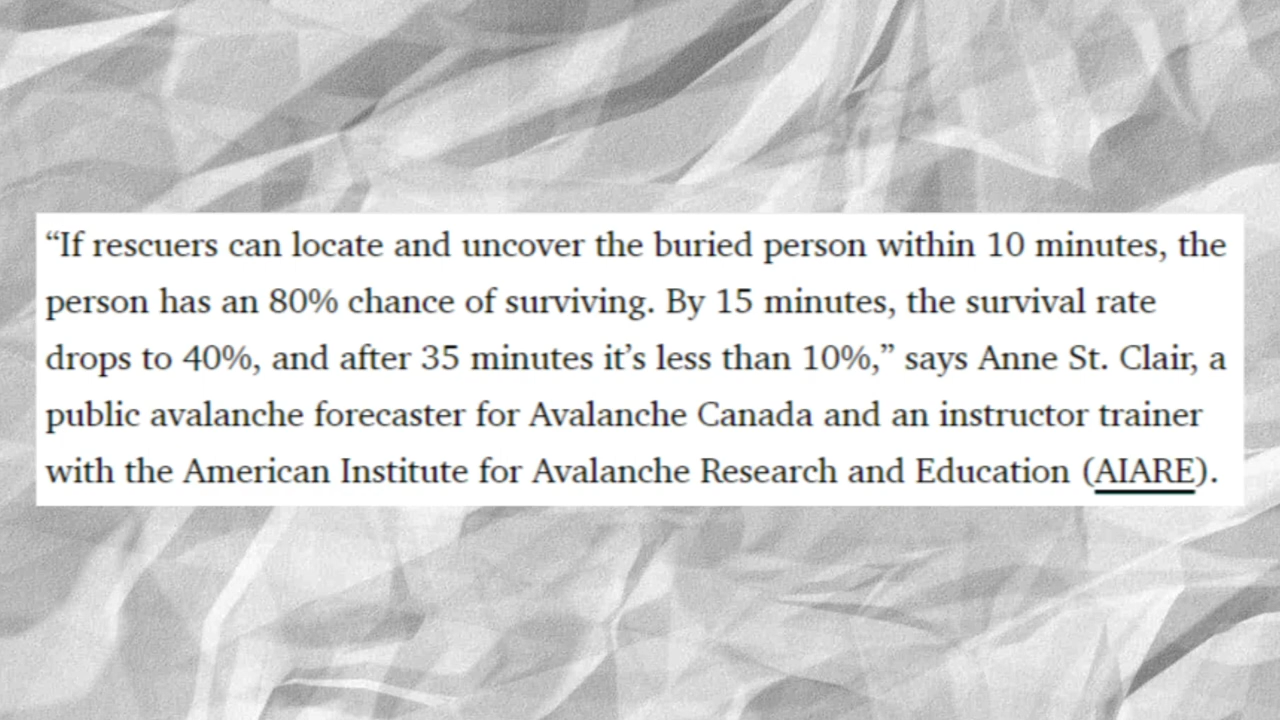 “If rescuers can locate and uncover the buried person within 10 minutes, the
person has an 80% chance of surviving. By 15 minutes, the survival rate
drops to 40%, and after 35 minutes it’s less than 10%,” says Anne St. Clair, a
public avalanche forecaster for Avalanche Canada and an instructor trainer
with the American Institute for Avalanche Research and Education (AIARE).